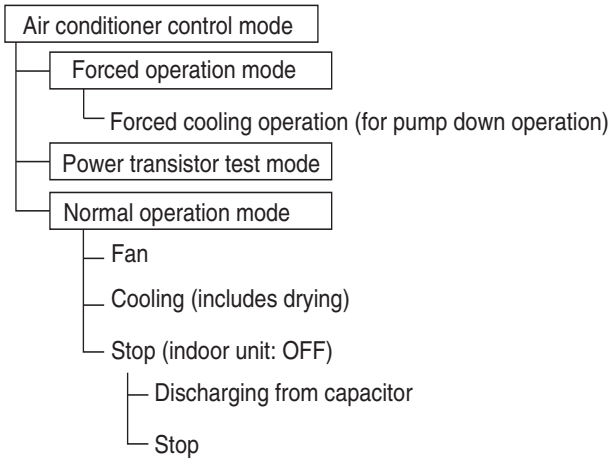 Air conditioner control mode
Forced operation mode
Forced cooling operation (for pump down operation)
Power transistor test mode
Normal operation mode
Fan
Cooling (includes drying)
Stop (indoor unit: OFF)
Discharging from capacitor
Stop